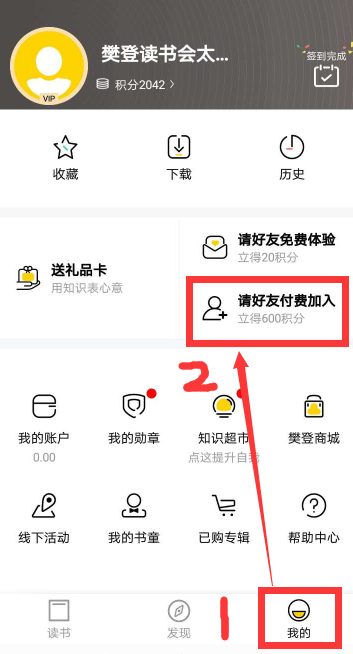 樊登读书会太...
签到完成
VIP
积分2042
收藏
下载
历史
送礼品卡
用知识表心意
请好友免费体验
立得20积分
请好友付费加入
立得600积分
2
我的账户
0.00
我的勋章
知识超市
点这提升自我
樊登商城
线下活动
我的书童
已购专辑
帮助中心
1
读书
发现
我的